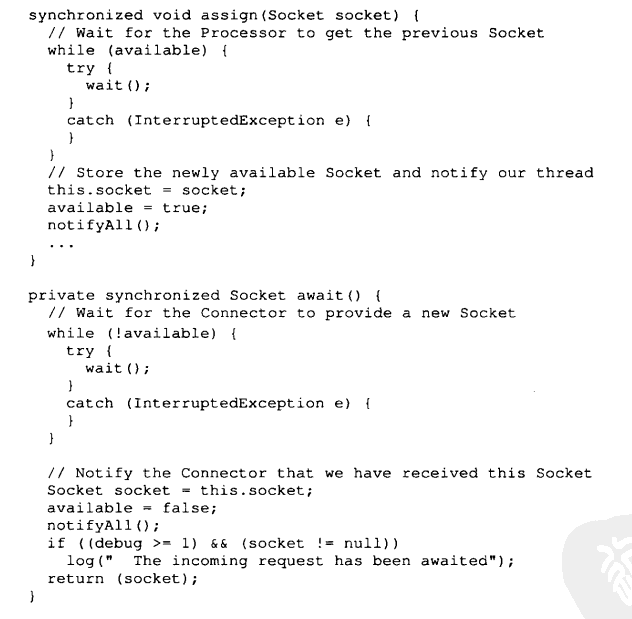 synchronized void assign(Socket socket) {
  // Wait for the Processor to get the previous Socket
  while (available) {
    try {
      wait();
    }
    catch (InterruptedException e) {
    }
  }
  // Store the newly available Socket and notify our thread
  this.socket = socket;
  available = true;
  notifyAll();
  ...
}

private synchronized Socket await() {
  // Wait for the Connector to provide a new Socket
  while (!available) {
    try {
      wait();
    }
    catch (InterruptedException e) {
    }
  }

  // Notify the Connector that we have received this Socket
  Socket socket = this.socket;
  available = false;
  notifyAll();
  if ((debug >= 1) && (socket != null))
    log("  The incoming request has been awaited");
  return (socket);
}